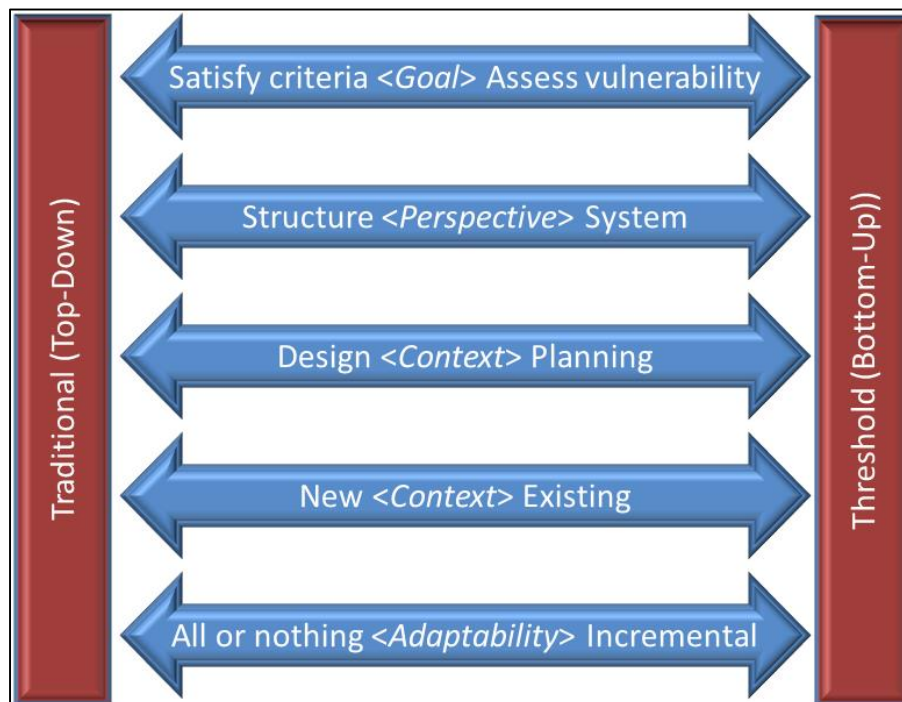 Traditional (Top-Down)
Satisfy criteria <Goal> Assess vulnerability
Structure <Perspective> System
Design <Context> Planning
New <Context> Existing
All or nothing <Adaptability> Incremental
Threshold (Bottom-Up))